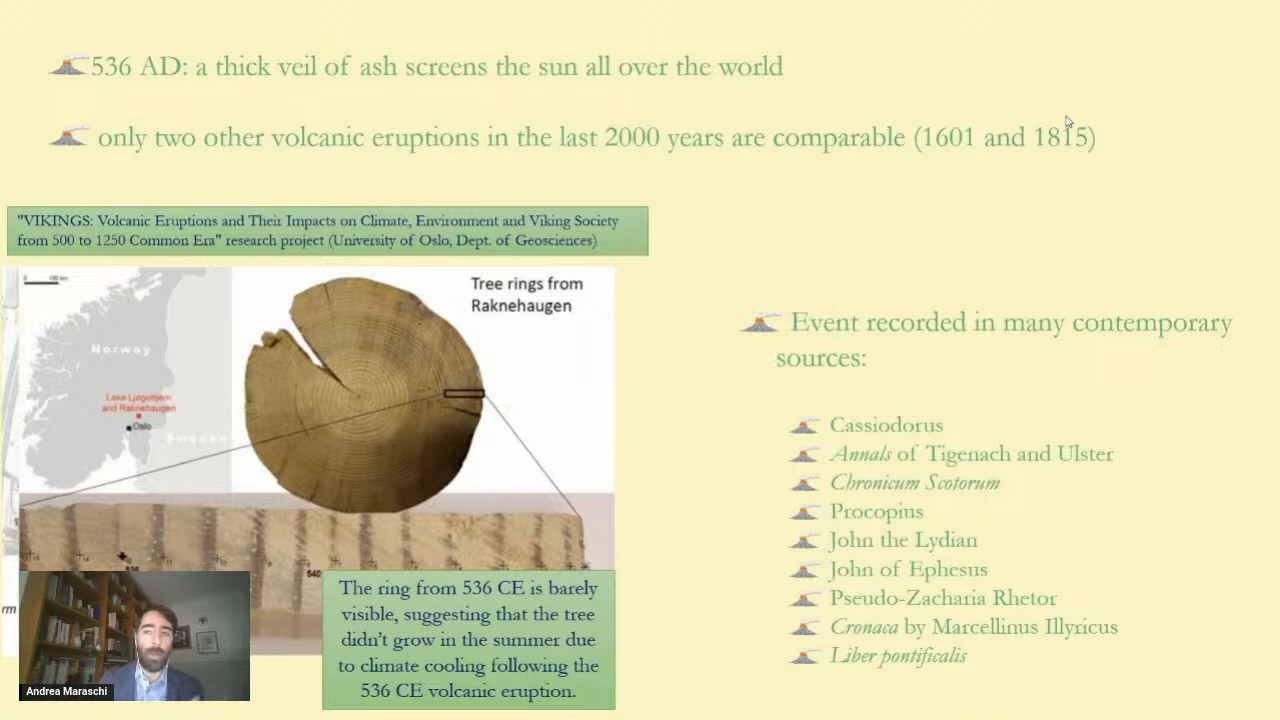 536 AD: a thick veil of ash screens the sun all over the world
only two other volcanic eruptions in the last 2000 years are comparable (1601 and 1815)
"VIKINGS: Volcanic Eruptions and Their Impacts on Climate, Environment and Viking Society
from 500 to 1250 Common Era" research project (University of Oslo, Dept. of Geosciences)
Tree rings from
Raknehaugen
Norway
Lake Ljøgottjern
and Raknehaugen
Oslo
Sweden
540
The ring from 536 CE is barely
visible, suggesting that the tree
didn't grow in the summer due
to climate cooling following the
536 CE volcanic eruption.
Andrea Maraschi
Event recorded in many contemporary
sources:
Cassiodorus
Annals of Tigenach and Ulster
Chronicum Scotorum
Procopius
John the Lydian
John of Ephesus
Pseudo-Zacharia Rhetor
Cronaca by Marcellinus Illyricus
Liber pontificalis